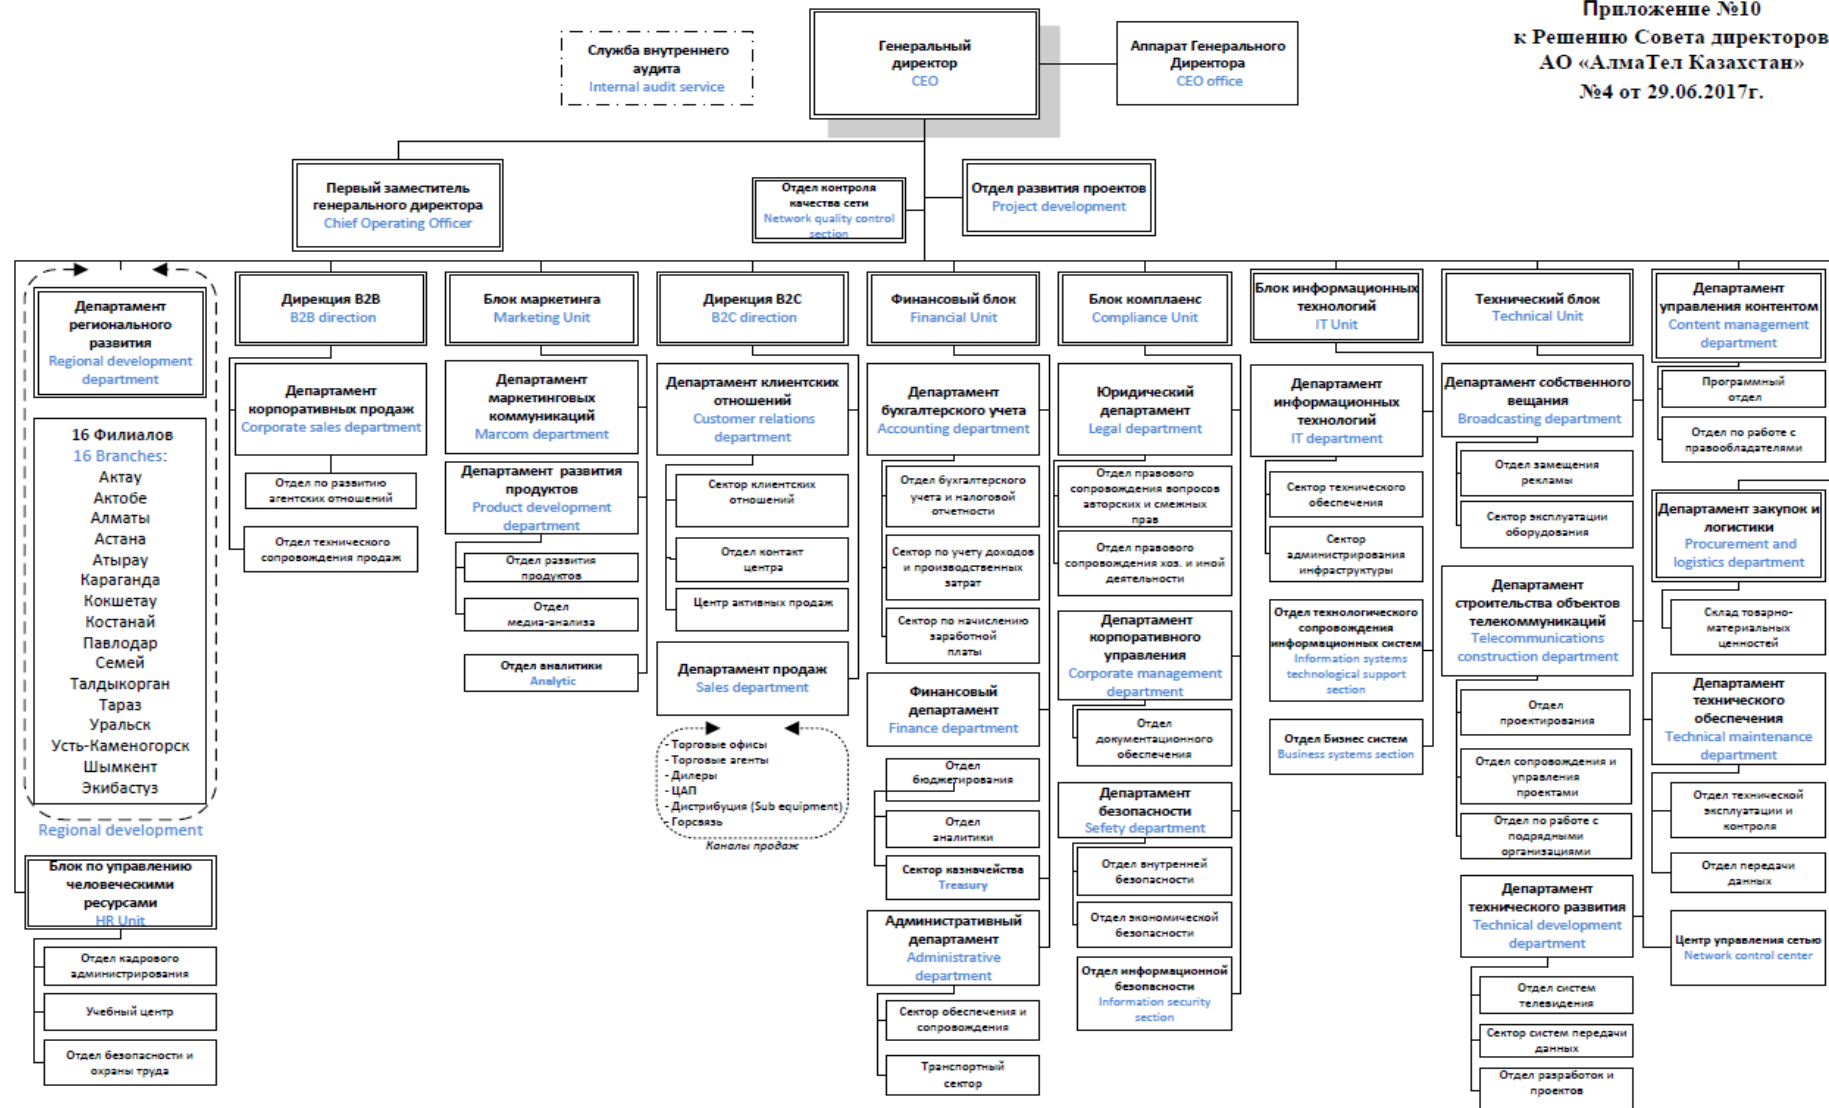 Приложение №10
к Решению Совета директоров
АО «АлмаТел Казахстан»
№4 от 29.06.2017г.
Служба внутреннего
аудита
Internal audit service
Генеральный
директор
CEO
Аппарат Генерального
Директора
CEO office
Первый заместитель
генерального директора
Chief Operating Officer
Отдел контроля
качества сети
Network quality control
section
Отдел развития проектов
Project development
Департамент
регионального
развития
Regional development
department
16 Филиалов
16 Branches:
Актау
Актобе
Алматы
Астана
Атырау
Караганда
Кокшетау
Костанай
Павлодар
Семей
Талдыкорган
Тараз
Уральск
Усть-Каменогорск
Шымкент
Экибастуз
Regional development
Блок по управлению
человеческими
ресурсами
HR Unit
Отдел кадрового
администрирования
Учебный центр
Отдел безопасности и
охраны труда
Дирекция B2B
B2B direction
Департамент
корпоративных продаж
Corporate sales department
Отдел по развитию
агентских отношений
Отдел технического
сопровождения продаж
Блок маркетинга
Marketing Unit
Департамент
маркетинговых
коммуникаций
Marcom department
Департамент развития
продуктов
Product development
department
Отдел развития
продуктов
Отдел
медиа-анализа
Отдел аналитики
Analytic
Дирекция B2C
B2C direction
Департамент клиентских
отношений
Customer relations
department
Сектор клиентских
отношений
Отдел контакт
центра
Центр активных продаж
Департамент продаж
Sales department
- Торговые офисы
- Торговые агенты
- Дилеры
- ЦАП
- Дистрибуция (Sub equipment)
- Горсвязь
Каналы продаж
Финансовый блок
Financial Unit
Департамент
бухгалтерского учета
Accounting department
Отдел бухгалтерского
учета и налоговой
отчетности
Сектор по учету доходов
и производственных
затрат
Сектор по начислению
заработной
платы
Финансовый
департамент
Finance department
Отдел
бюджетирования
Отдел
аналитики
Сектор казначейства
Treasury
Административный
департамент
Administrative
department
Сектор обеспечения и
сопровождения
Транспортный
сектор
Блок комплаенс
Compliance Unit
Юридический
департамент
Legal department
Отдел правового
сопровождения вопросов
авторских и смежных
прав
Отдел правового
сопровождения хоз. и иной
деятельности
Департамент
корпоративного
управления
Corporate management
department
Отдел
документационного
обеспечения
Департамент
безопасности
Sefety department
Отдел внутренней
безопасности
Отдел экономической
безопасности
Отдел информационной
безопасности
Information security
section
Блок информационных
технологий
IT Unit
Департамент
информационных
технологий
IT department
Сектор технического
обеспечения
Сектор
администрирования
инфраструктуры
Отдел технологического
сопровождения
информационных систем
Information systems
technological support
section
Отдел Бизнес систем
Business systems section
Технический блок
Technical Unit
Департамент собственного
вещания
Broadcasting department
Отдел замещения
рекламы
Сектор эксплуатации
оборудования
Департамент
строительства объектов
телекоммуникаций
Telecommunications
construction department
Отдел
проектирования
Отдел сопровождения и
управления
проектами
Отдел по работе с
подрядными
организациями
Департамент
технического развития
Technical development
department
Отдел систем
телевидения
Сектор систем передачи
данных
Отдел разработок и
проектов
Департамент
управления контентом
Content management
department
Программный
отдел
Отдел по работе с
правообладателями
Департамент закупок и
логистики
Procurement and
logistics department
Склад товарно-
материальных
ценностей
Департамент
технического
обеспечения
Technical maintenance
department
Отдел технической
эксплуатации и
контроля
Отдел передачи
данных
Центр управления сетью
Network control center